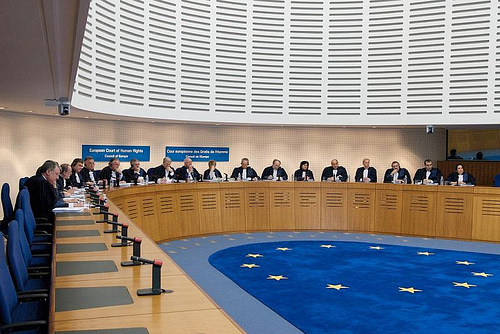 European Court of Human Rights
Council of Europe
Cour européenne des Droits de l'Homme
Conseil de l'Europe